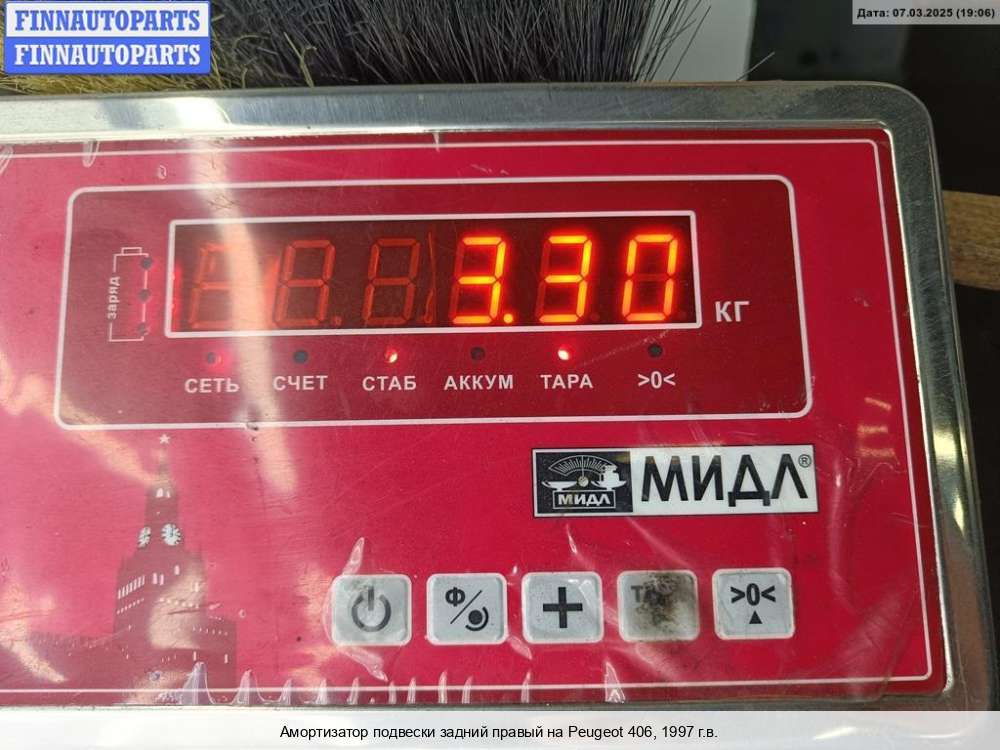 FINNAUTOPARTS
FINNAUTOPARTS
Дата: 07.03.2025 (19:06)
заряд
3.30
КГ
СЕТЬ СЧЕТ СТАБ АККУМ ТАРА >0<
МИДЛ МИДЛ®
Ф
+
>0<
Амортизатор подвески задний правый на Peugeot 406, 1997 г.в.